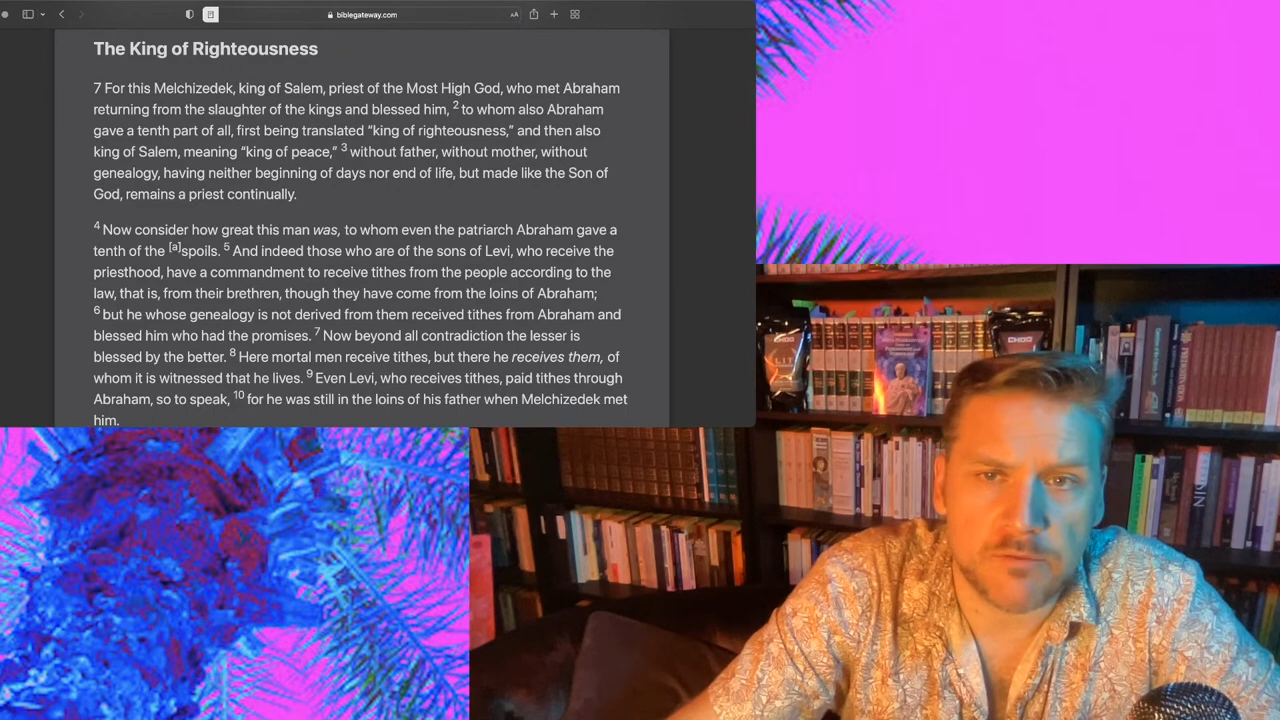 biblegateway.com
The King of Righteousness
7 For this Melchizedek, king of Salem, priest of the Most High God, who met Abraham
returning from the slaughter of the kings and blessed him, 2 to whom also Abraham
gave a tenth part of all, first being translated “king of righteousness,” and then also
king of Salem, meaning “king of peace,” 3 without father, without mother, without
genealogy, having neither beginning of days nor end of life, but made like the Son of
God, remains a priest continually.
4 Now consider how great this man was, to whom even the patriarch Abraham gave a
tenth of the [a]spoils. 5 And indeed those who are of the sons of Levi, who receive the
priesthood, have a commandment to receive tithes from the people according to the
law, that is, from their brethren, though they have come from the loins of Abraham;
6 but he whose genealogy is not derived from them received tithes from Abraham and
blessed him who had the promises. 7 Now beyond all contradiction the lesser is
blessed by the better. 8 Here mortal men receive tithes, but there he receives them, of
whom it is witnessed that he lives. 9 Even Levi, who receives tithes, paid tithes through
Abraham, so to speak, 10 for he was still in the loins of his father when Melchizedek met
him.
CHOQ